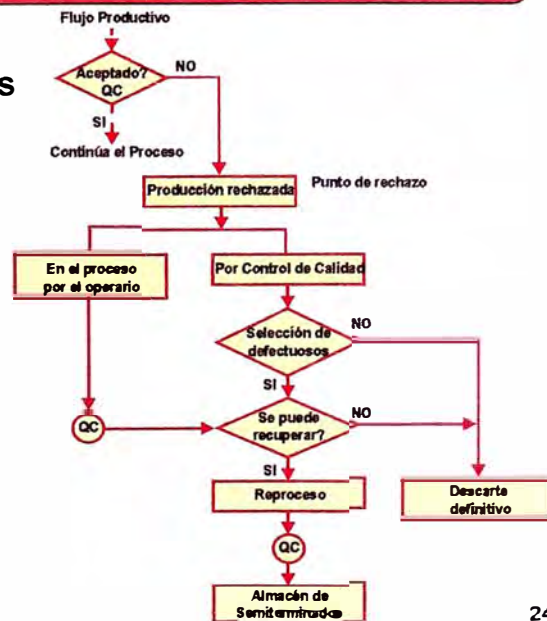 Flujo Productivo
s
Aceptado?
QC
NO
SI
Continúa el Proceso
Producción rechazada
Punto de rechazo
En el proceso
por el operario
Por Control de Calidad
Selección de
defectuosos
NO
SI
QC
Se puede
recuperar?
NO
SI
Reproceso
Descarte
definitivo
QC
Almacén de
Semiterminados
24